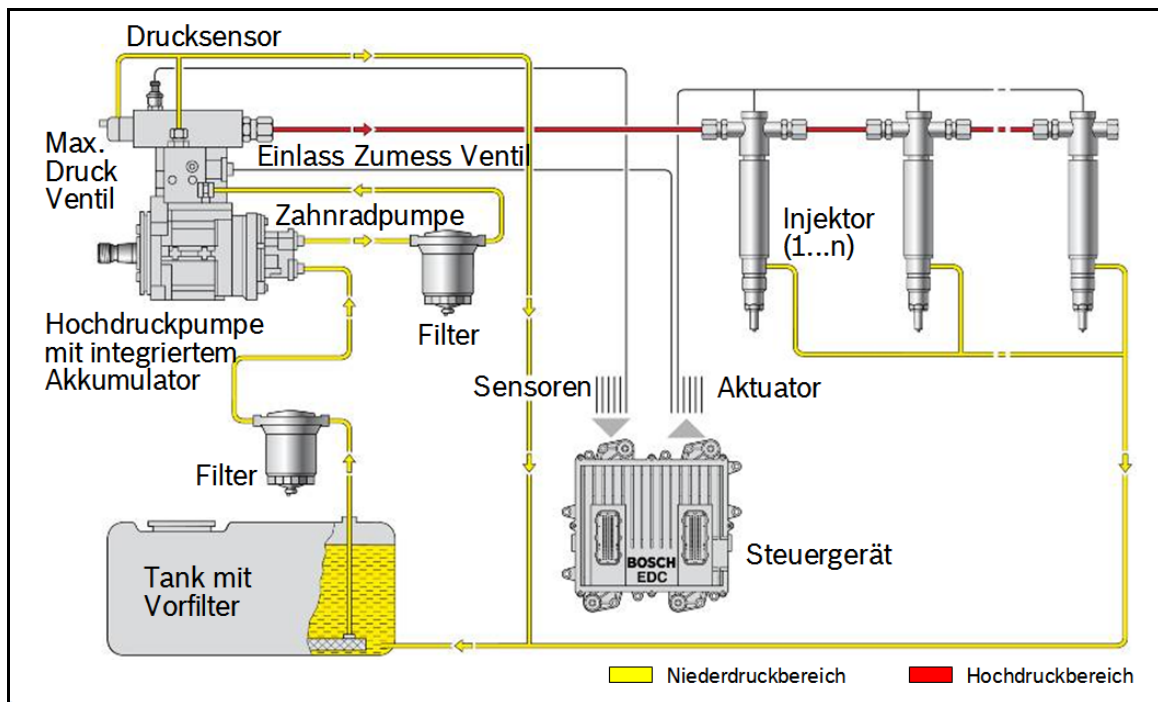 Drucksensor
Max.
Druck
Ventil
Einlass Zumess Ventil
Zahnradpumpe
Injektor
(1...n)
Hochdruckpumpe
mit integriertem
Akkumulator
Filter
Sensoren
Aktuator
Filter
BOSCH
EDC
Steuergerät
Tank mit
Vorfilter
Niederdruckbereich
Hochdruckbereich